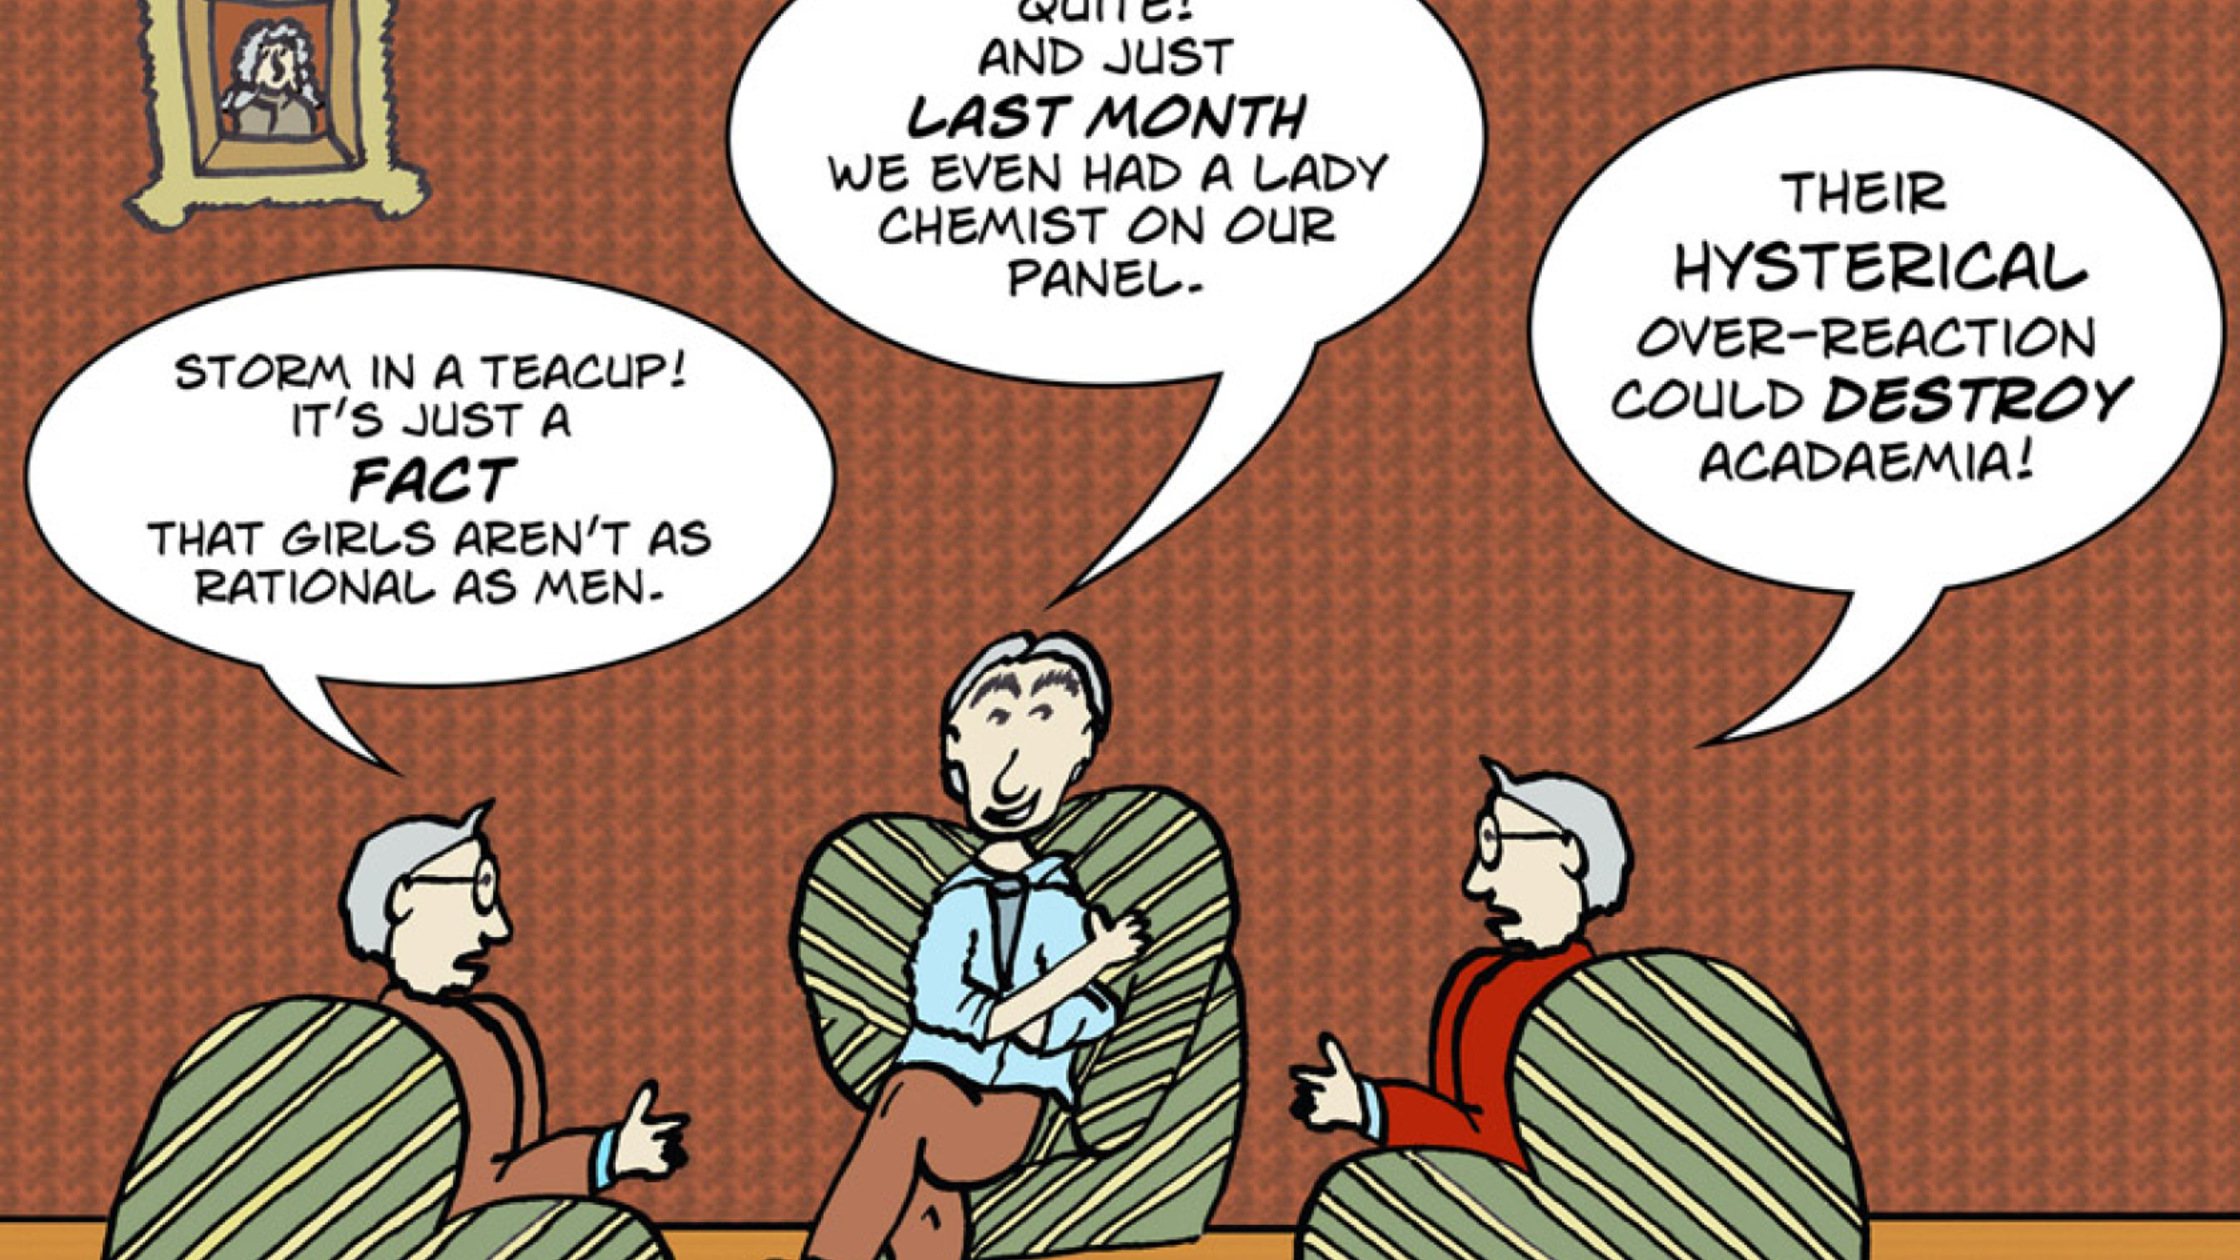 STORM IN A TEACUP!
IT'S JUST A
FACT
THAT GIRLS AREN'T AS
RATIONAL AS MEN.
QUITE!
AND JUST
LAST MONTH
WE EVEN HAD A LADY
CHEMIST ON OUR
PANEL.
THEIR
HYSTERICAL
OVER-REACTION
COULD DESTROY
ACADAEMIA!